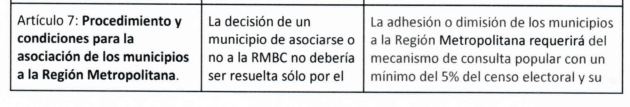 Artículo 7: Procedimiento y
condiciones para la
asociación de los municipios
a la Región Metropolitana.
La decisión de un
municipio de asociarse o
no a la RMBC no debería
ser resuelta sólo por el
La adhesión o dimisión de los municipios
a la Región Metropolitana requerirá del
mecanismo de consulta popular con un
mínimo del 5% del censo electoral y su